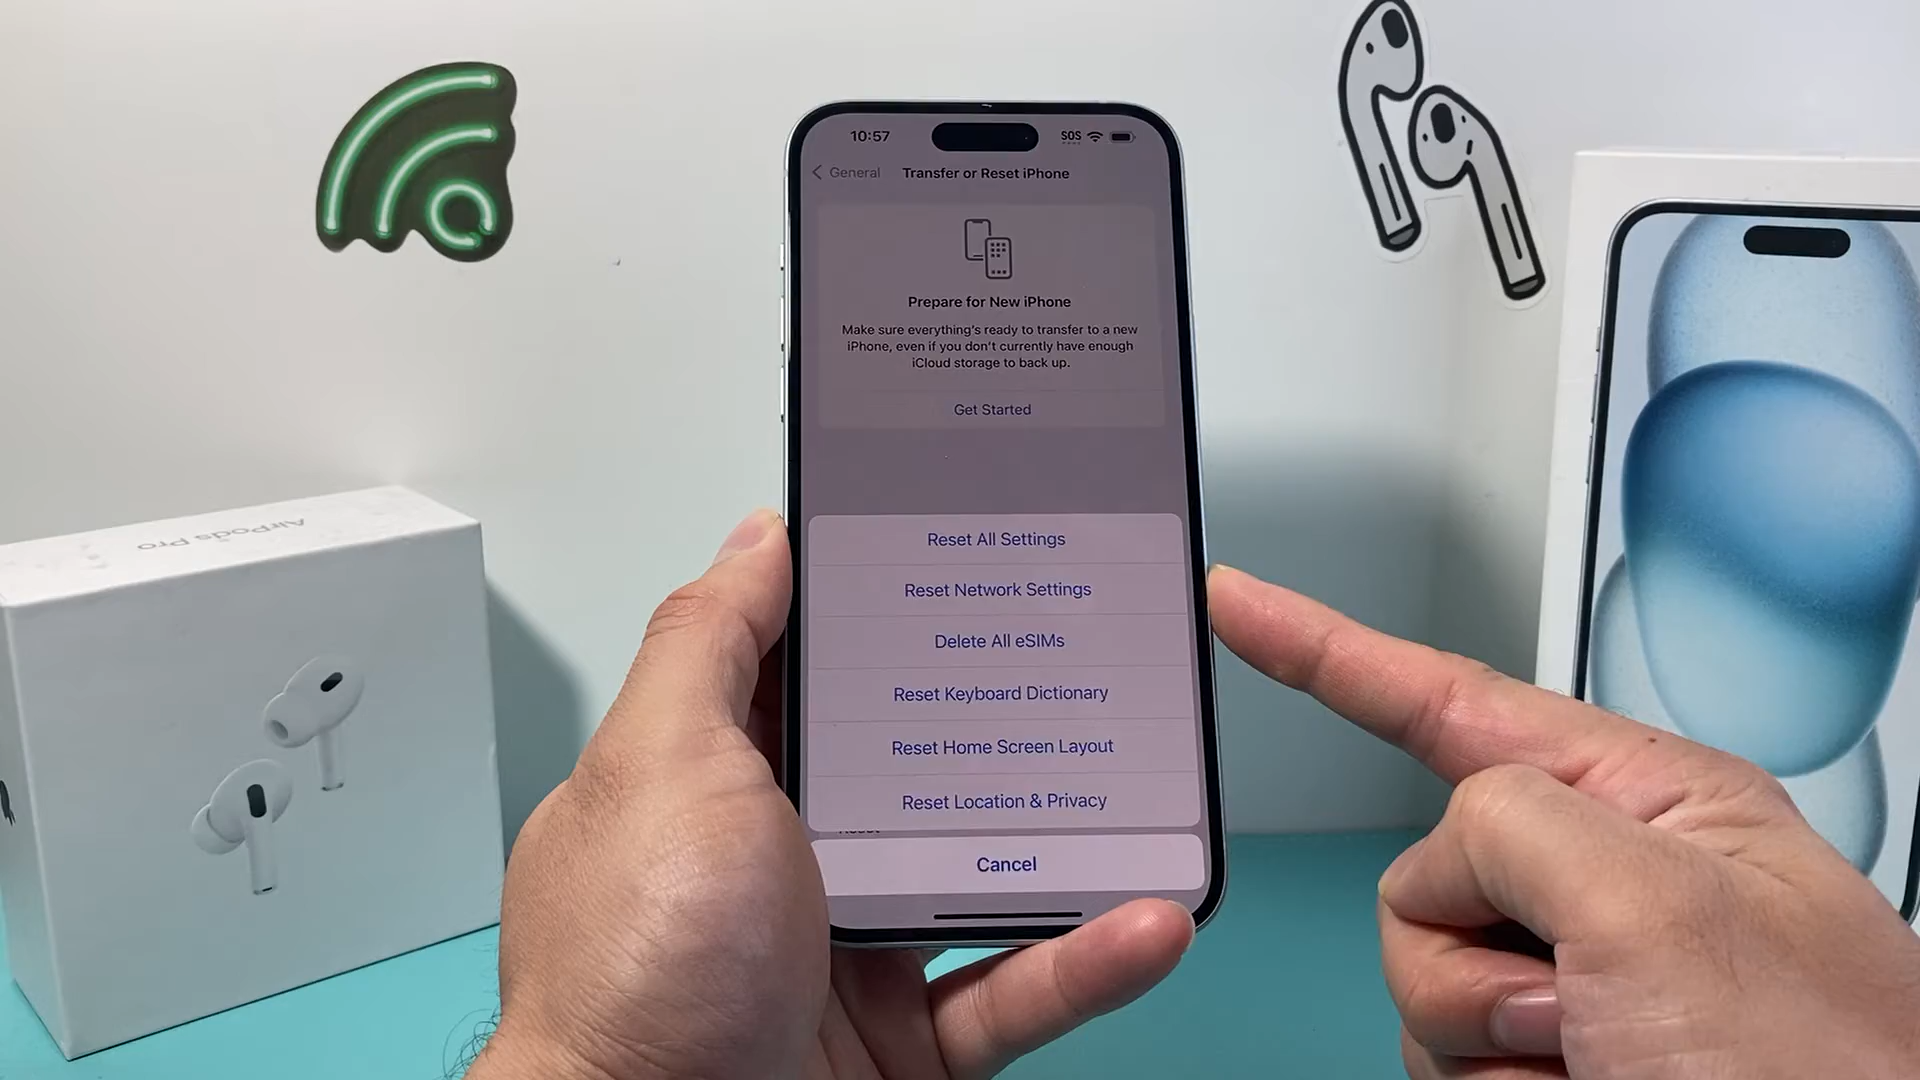 10:57
SOS
General
Transfer or Reset iPhone
Prepare for New iPhone
Make sure everything's ready to transfer to a new
iPhone, even if you don't currently have enough
iCloud storage to back up.
Get Started
Reset All Settings
Reset Network Settings
Delete All eSIMs
Reset Keyboard Dictionary
Reset Home Screen Layout
Reset Location & Privacy
Reset
Cancel
AirPods Pro